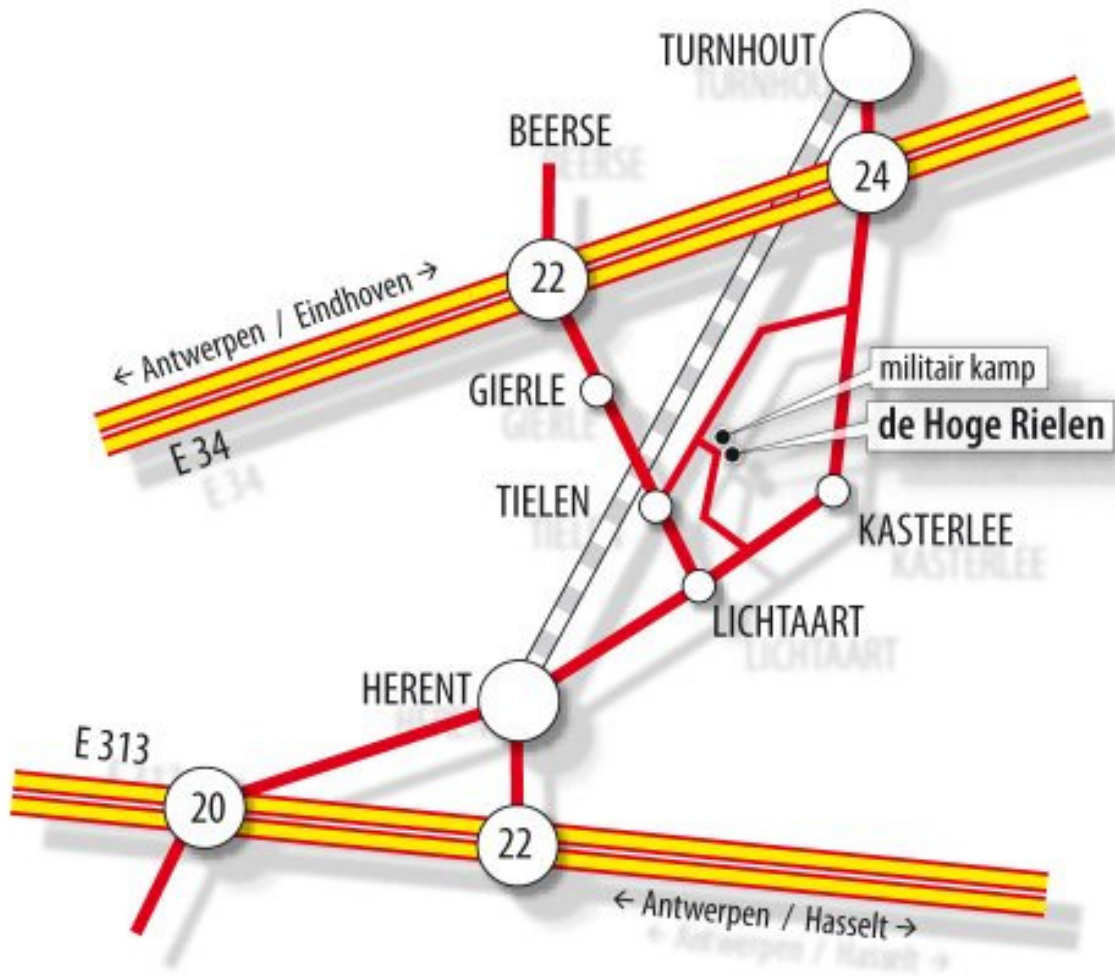 TURNHOUT
BEERSE
24
22
← Antwerpen / Eindhoven →
E 34
GIERLE
militair kamp
de Hoge Rielen
TIELEN
KASTERLEE
LICHTAART
HERENT
E 313
20
22
← Antwerpen / Hasselt →